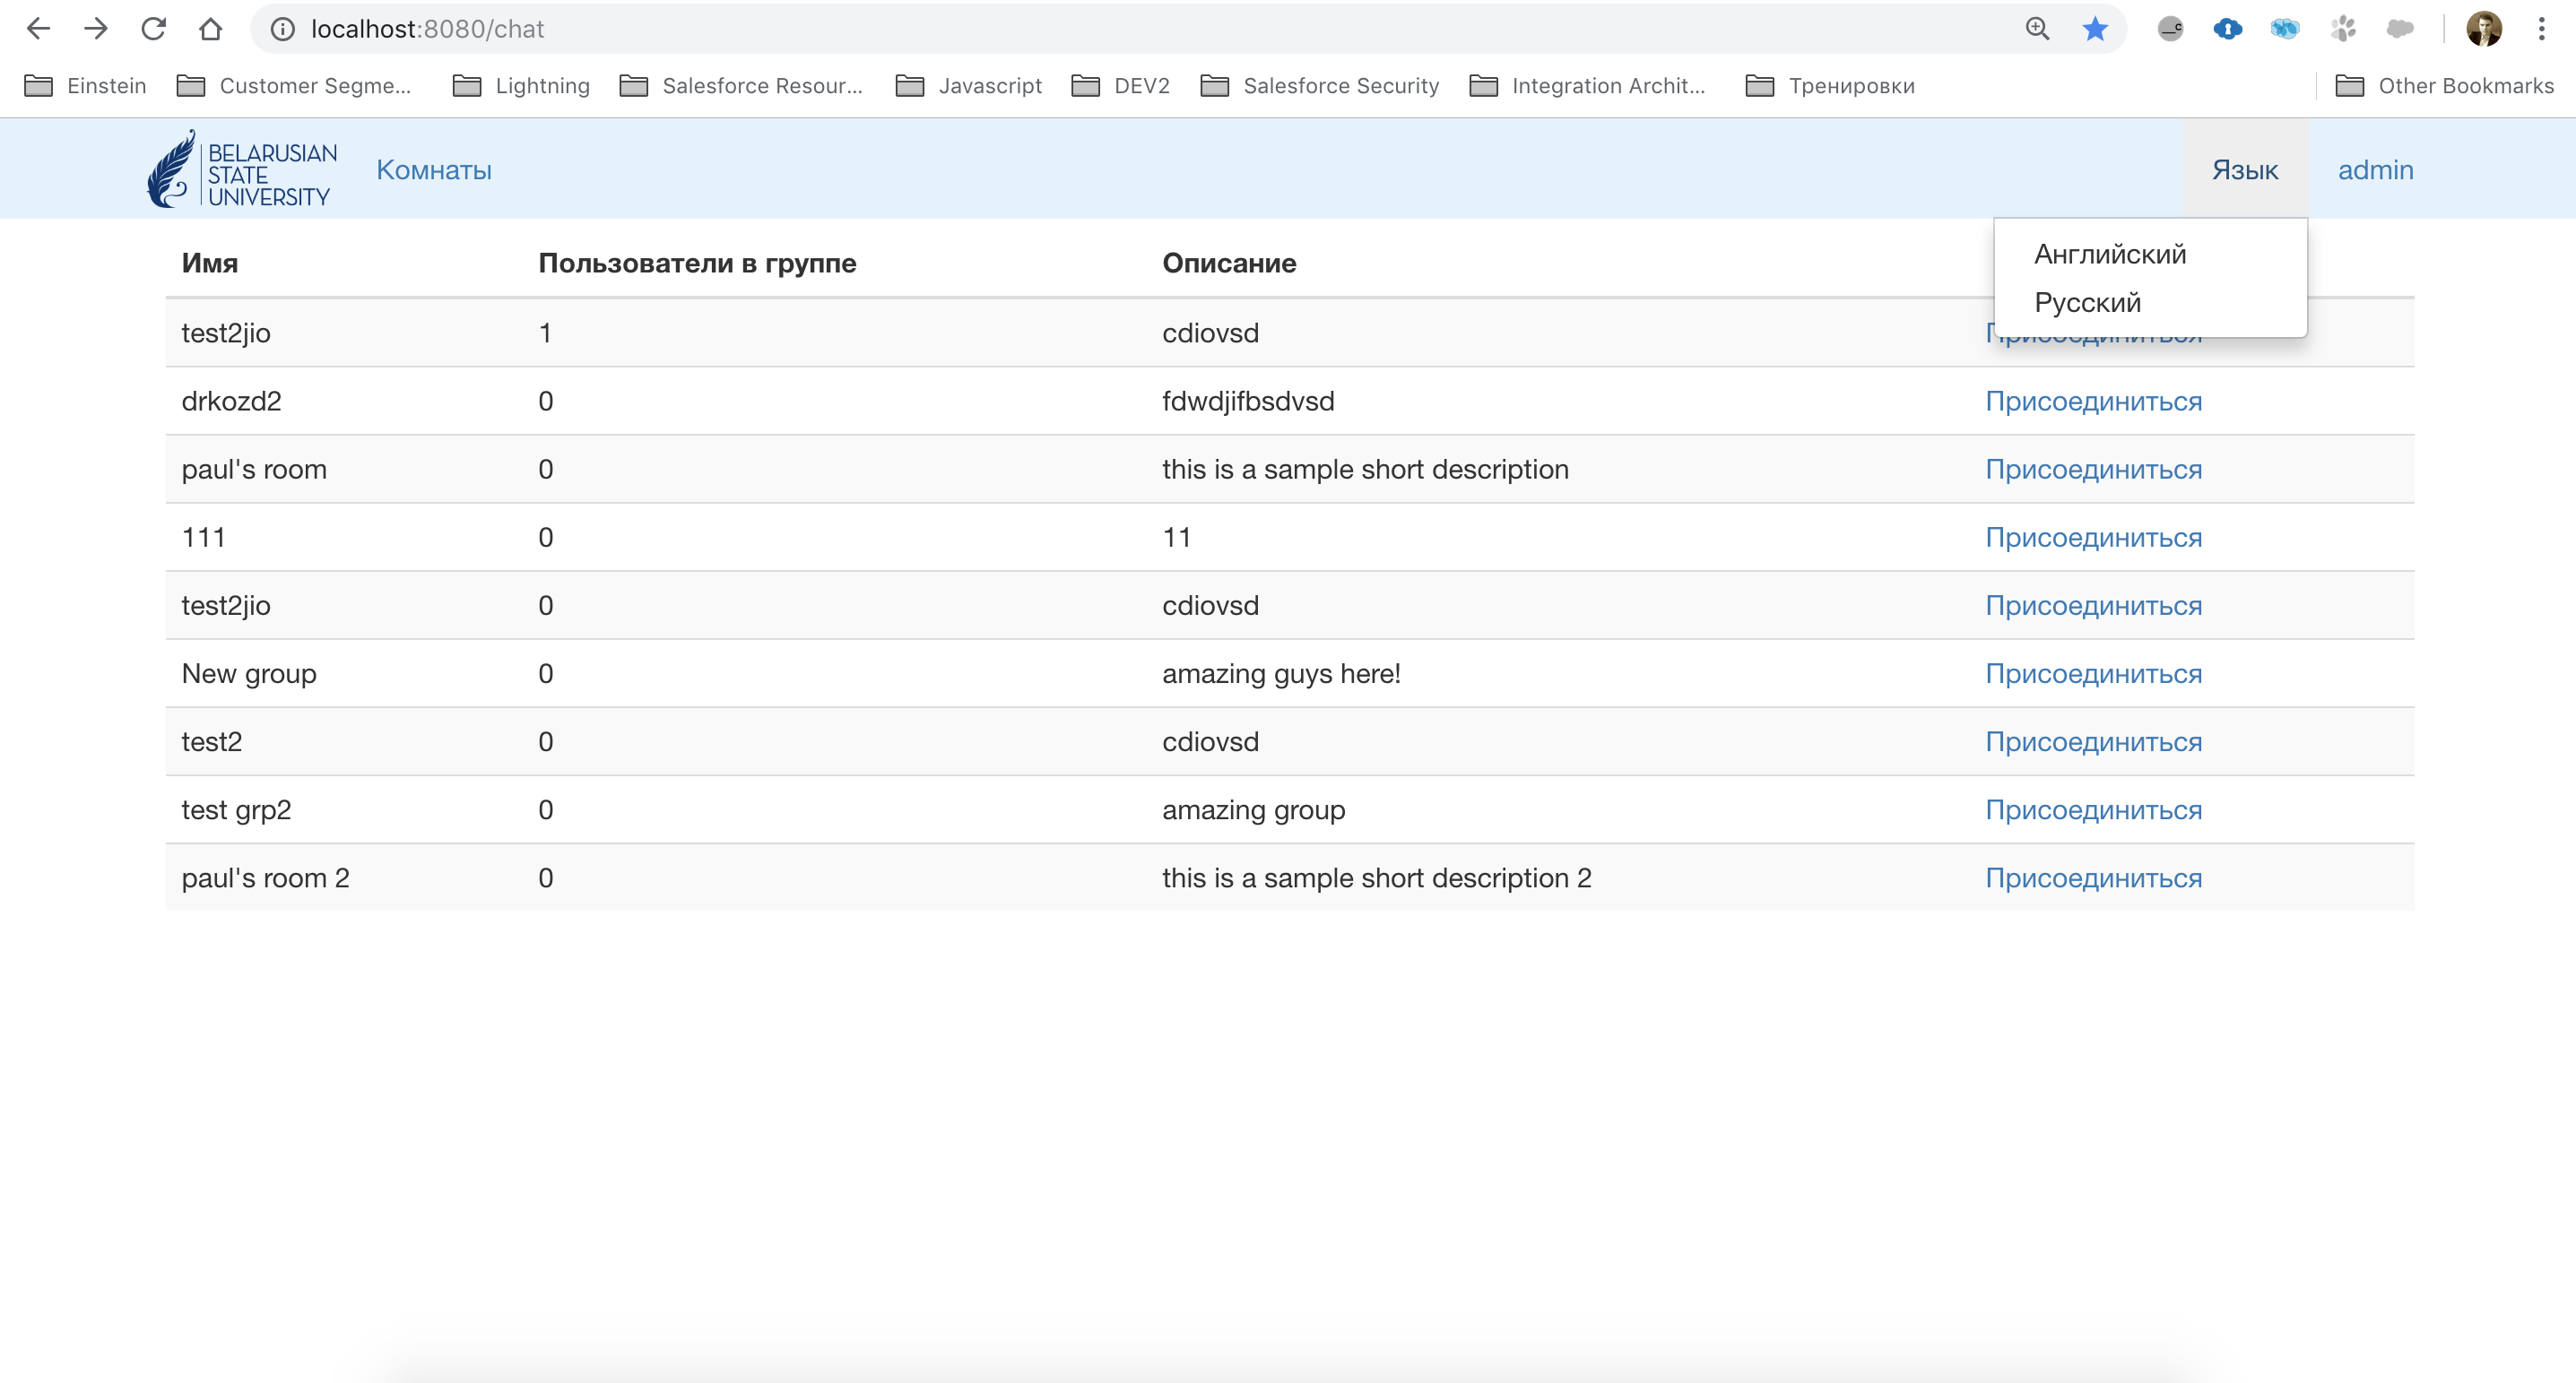 localhost:8080/chat
Einstein Customer Segme... Lightning Salesforce Resour... Javascript DEV2 Salesforce Security Integration Archit... Тренировки Other Bookmarks
BELARUSIAN
STATE
UNIVERSITY
Комнаты Язык admin
Английский
Русский
Имя Пользователи в группе Описание
test2jio 1 cdiovsd Присоединиться
drkozd2 0 fdwdjifbsdvsd Присоединиться
paul's room 0 this is a sample short description Присоединиться
111 0 11 Присоединиться
test2jio 0 cdiovsd Присоединиться
New group 0 amazing guys here! Присоединиться
test2 0 cdiovsd Присоединиться
test grp2 0 amazing group Присоединиться
paul's room 2 0 this is a sample short description 2 Присоединиться